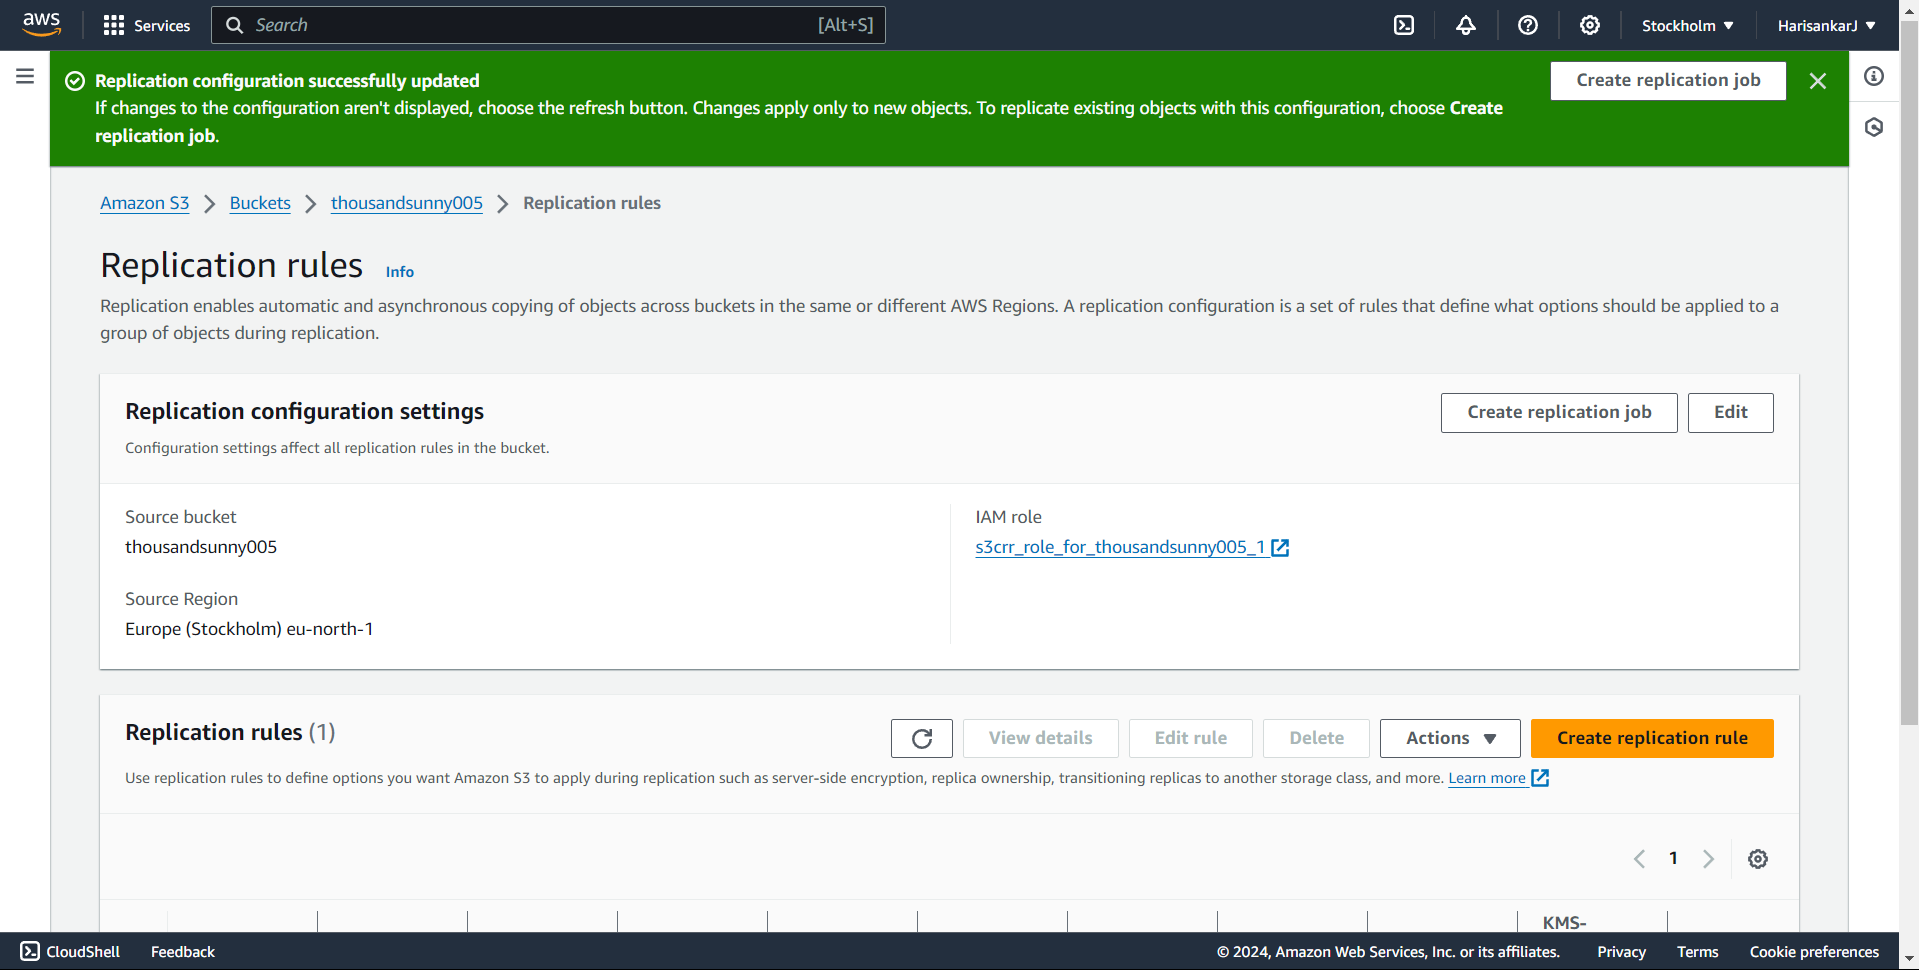 aws
Services
Search
[Alt+S]
Stockholm
HarisankarJ
Replication configuration successfully updated
If changes to the configuration aren't displayed, choose the refresh button. Changes apply only to new objects. To replicate existing objects with this configuration, choose Create
replication job.
Create replication job
Amazon S3
Buckets
thousandsunny005
Replication rules
Replication rules
Info
Replication enables automatic and asynchronous copying of objects across buckets in the same or different AWS Regions. A replication configuration is a set of rules that define what options should be applied to a
group of objects during replication.
Replication configuration settings
Create replication job
Edit
Configuration settings affect all replication rules in the bucket.
Source bucket
thousandsunny005
Source Region
Europe (Stockholm) eu-north-1
IAM role
s3crr_role_for_thousandsunny005_1
Replication rules (1)
View details
Edit rule
Delete
Actions
Create replication rule
Use replication rules to define options you want Amazon S3 to apply during replication such as server-side encryption, replica ownership, transitioning replicas to another storage class, and more. Learn more
1
KMS-
CloudShell
Feedback
© 2024, Amazon Web Services, Inc. or its affiliates.
Privacy
Terms
Cookie preferences